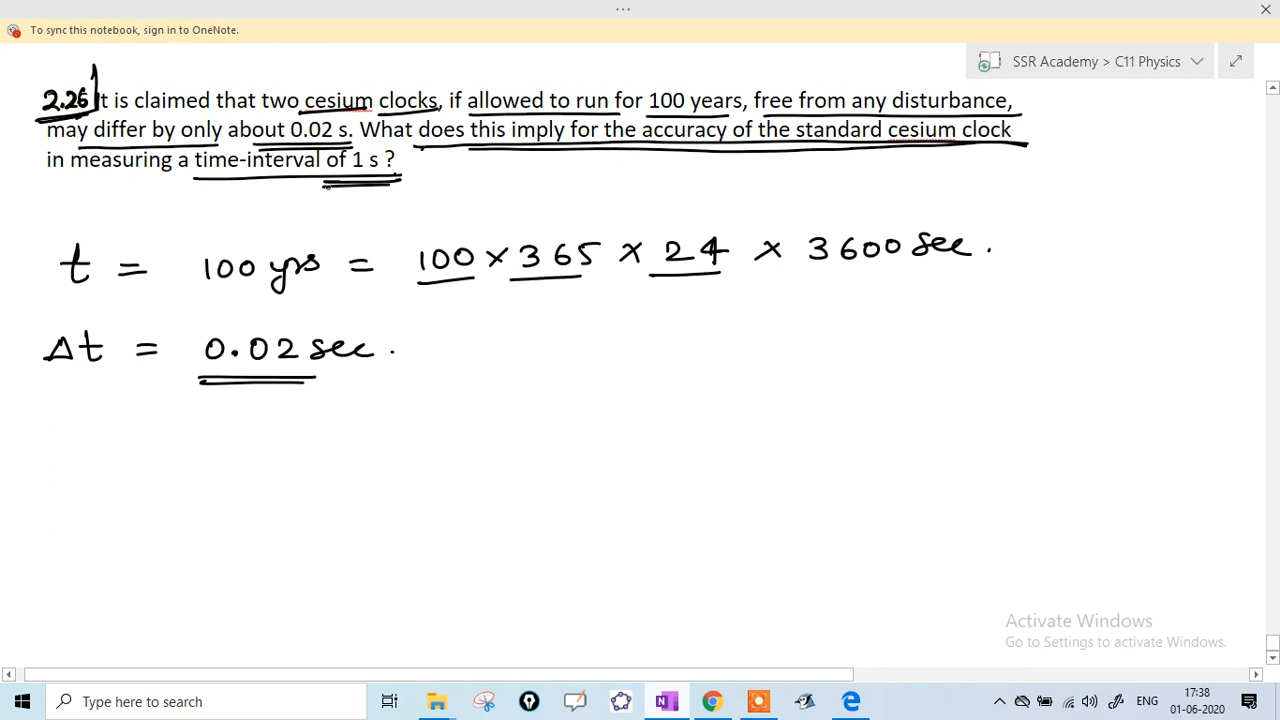 To sync this notebook, sign in to OneNote.
SSR Academy > C11 Physics
2.26 It is claimed that two cesium clocks, if allowed to run for 100 years, free from any disturbance,
may differ by only about 0.02 s. What does this imply for the accuracy of the standard cesium clock
in measuring a time-interval of 1 s ?
t = 100 yrs = 100 × 365 × 24 × 3600 sec.
Δt = 0.02 sec.
Activate Windows
Go to Settings to activate Windows.
Type here to search
ENG
17:38
01-06-2020